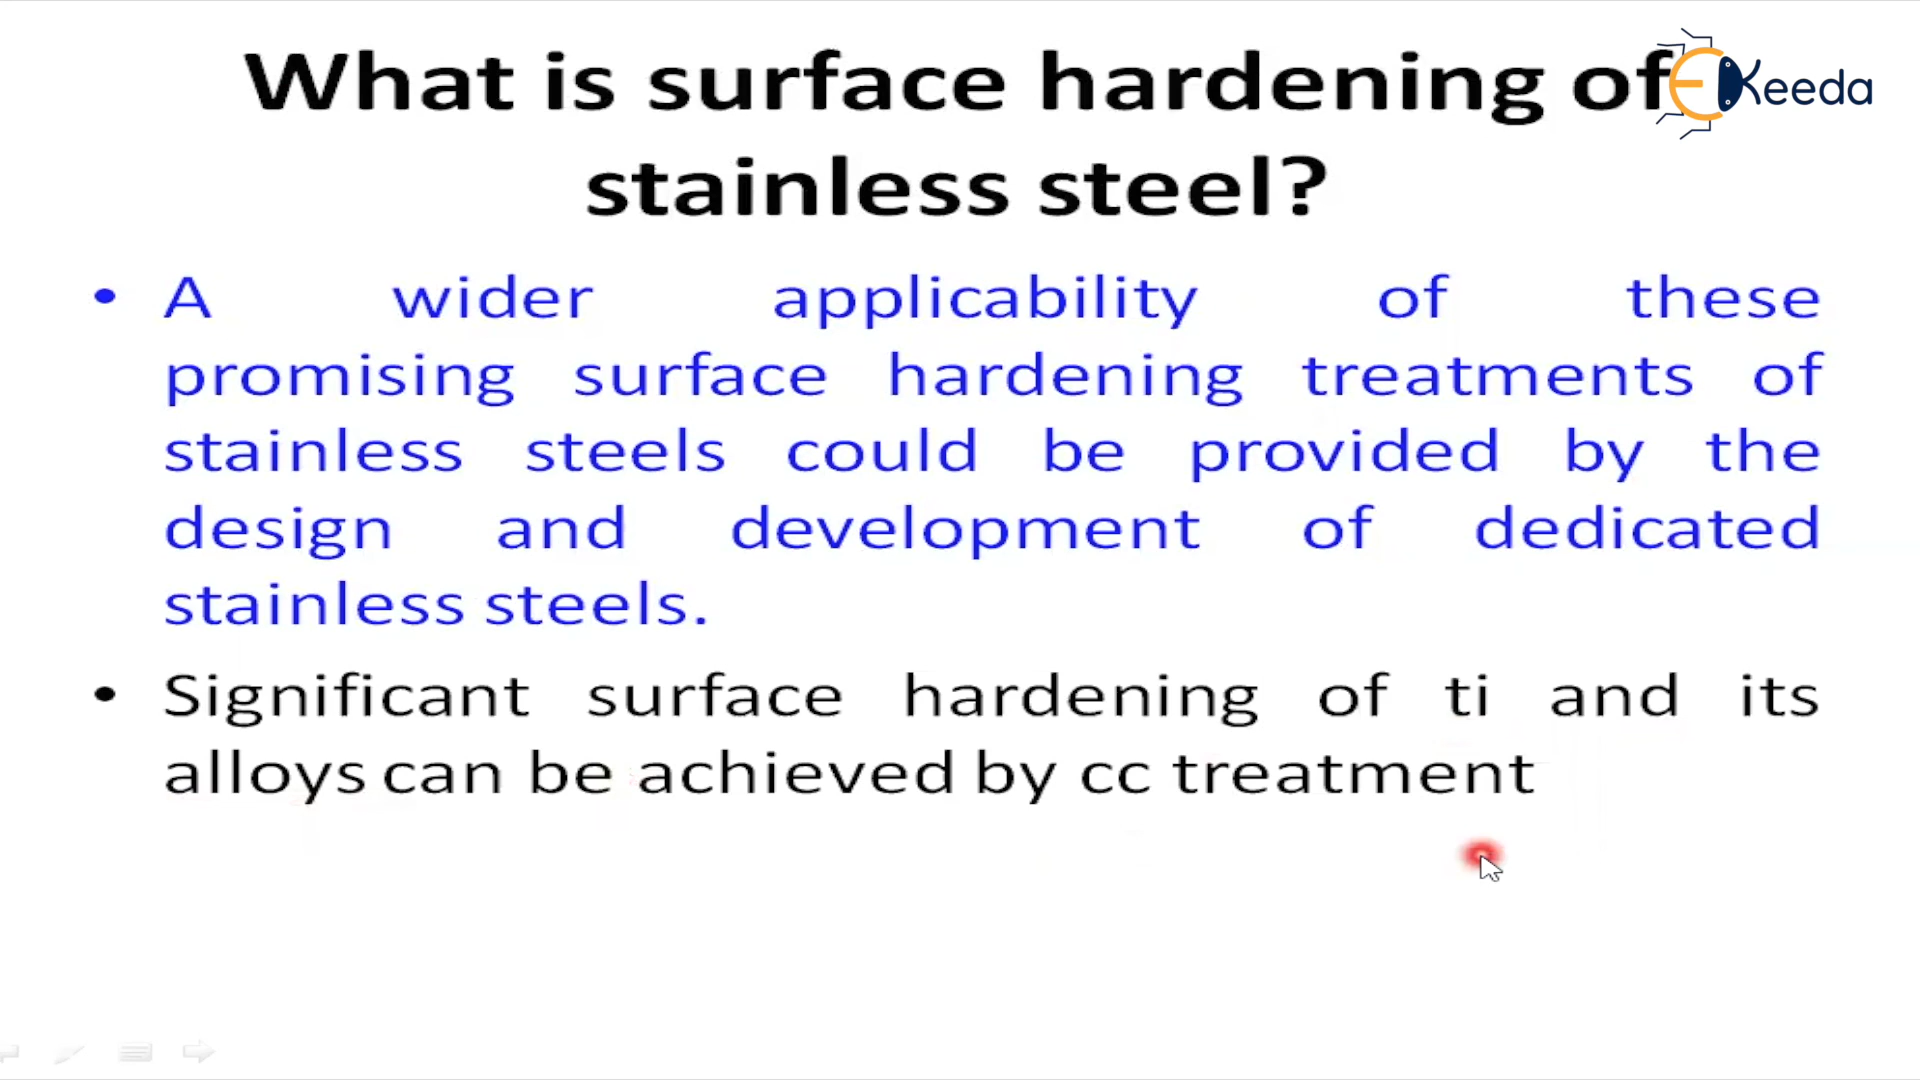 What is surface hardening of
stainless steel?
EKeeda
• A wider applicability of these
promising surface hardening treatments of
stainless steels could be provided by the
design and development of dedicated
stainless steels.
• Significant surface hardening of ti and its
alloys can be achieved by cc treatment